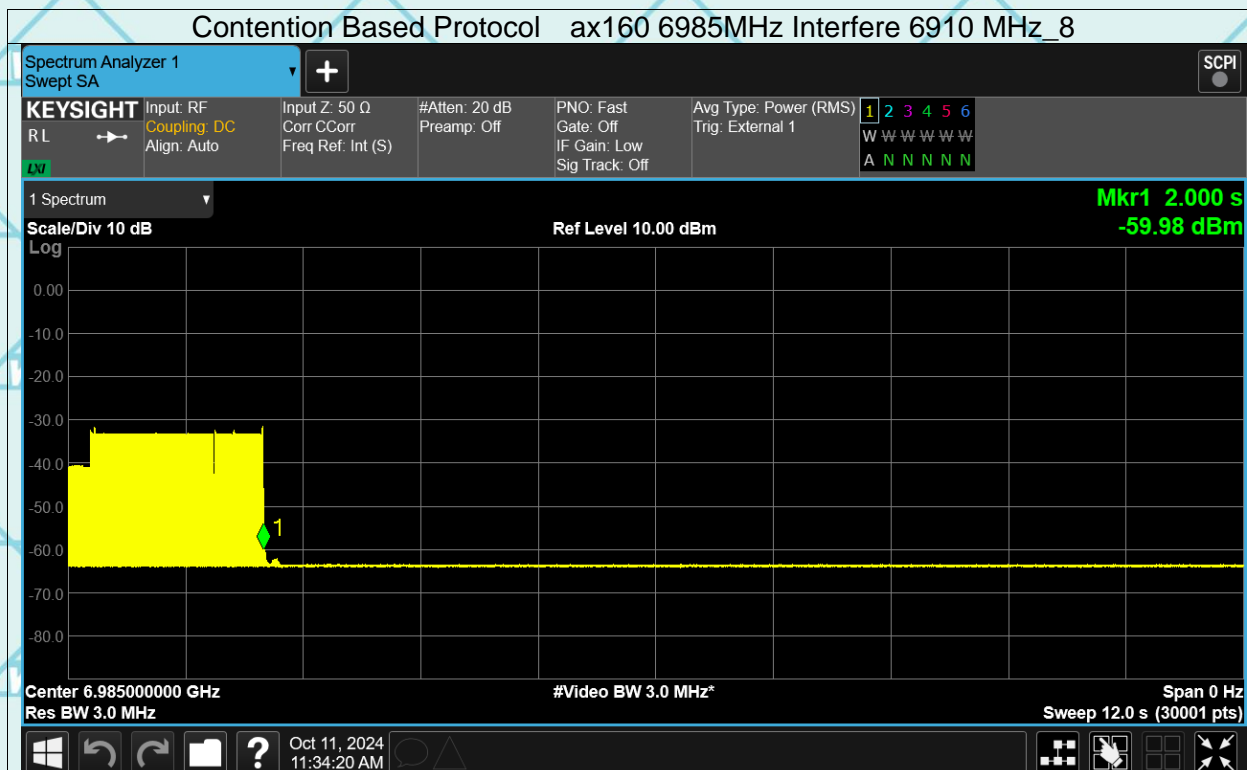 Contention Based Protocol ax160 6985MHz Interfere 6910 MHz_8
Spectrum Analyzer 1
Swept SA
+
SCPI
KEYSIGHT
RL
LXI
Input: RF
Coupling: DC
Align: Auto
Input Z: 50 Ω
Corr CCorr
Freq Ref: Int (S)
#Atten: 20 dB
Preamp: Off
PNO: Fast
Gate: Off
IF Gain: Low
Sig Track: Off
Avg Type: Power (RMS)
Trig: External 1
1 2 3 4 5 6
W W W W W W
A N N N N N
1 Spectrum
Mkr1 2.000 s
-59.98 dBm
Scale/Div 10 dB
Ref Level 10.00 dBm
Log
0.00
-10.0
-20.0
-30.0
-40.0
-50.0
-60.0
-70.0
-80.0
1
Center 6.985000000 GHz
#Video BW 3.0 MHz*
Span 0 Hz
Res BW 3.0 MHz
Sweep 12.0 s (30001 pts)
?
Oct 11, 2024
11:34:20 AM